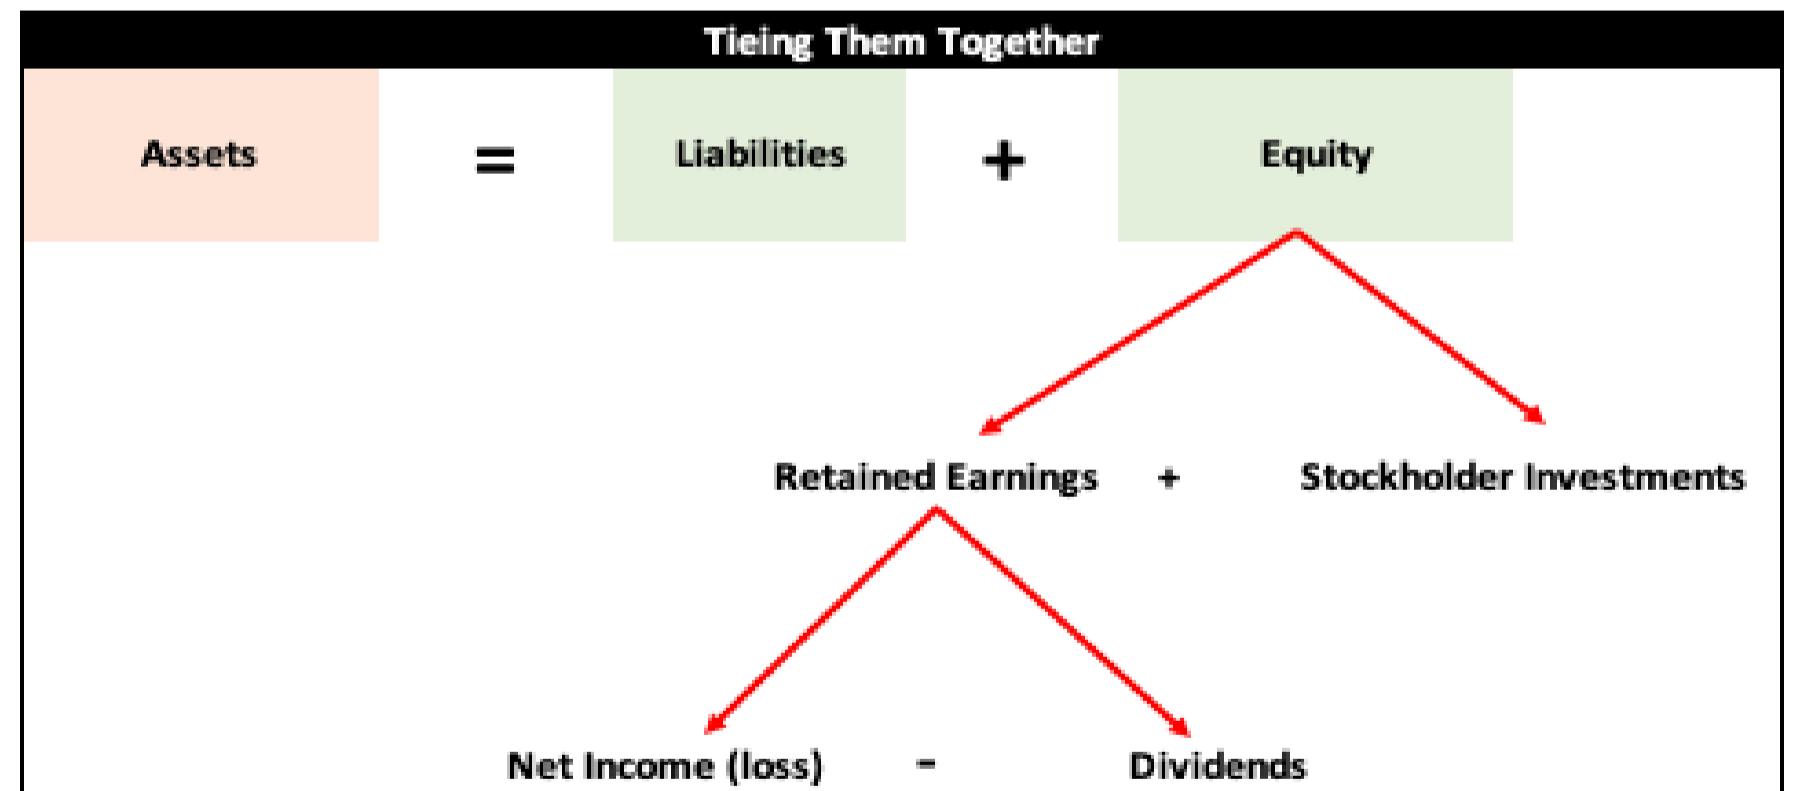 Tieing Them Together
Assets = Liabilities + Equity
Retained Earnings + Stockholder Investments
Net Income (loss) - Dividends